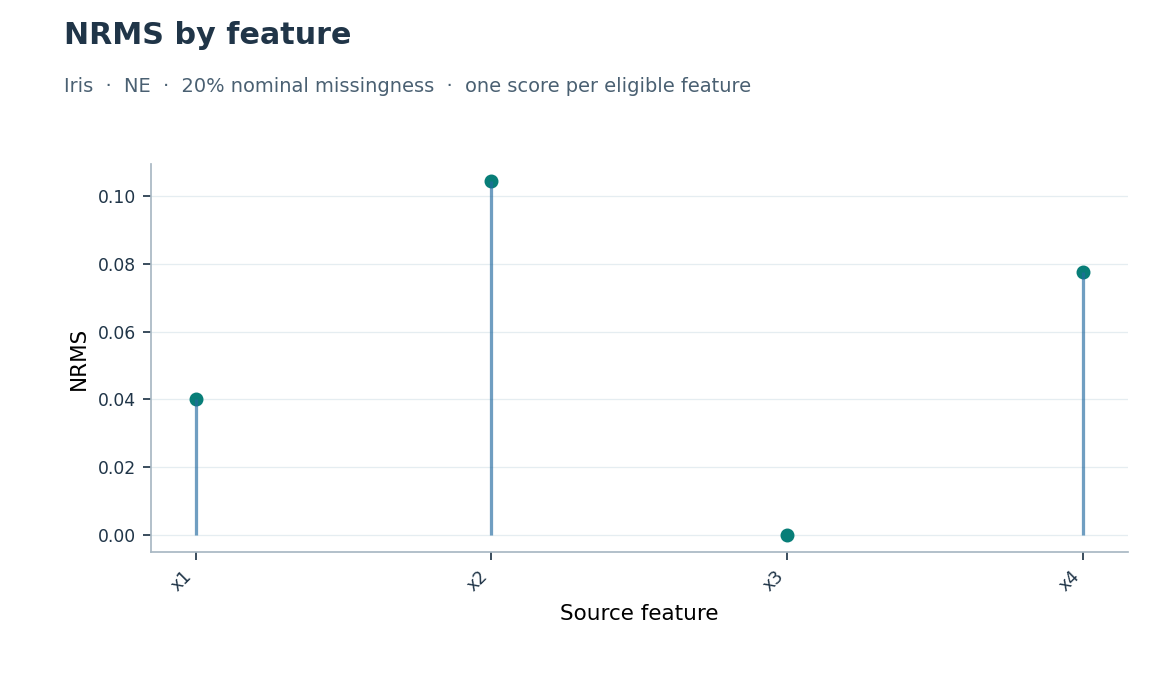 NRMS by feature
Iris · NE · 20% nominal missingness · one score per eligible feature
0.10
0.08
0.06
0.04
0.02
0.00
NRMS
x1
x2
x3
x4
Source feature